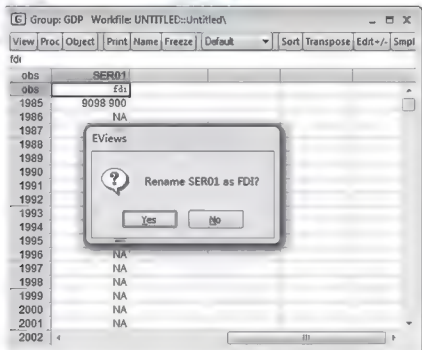 G Group: GDP Workfile: UNTITLED::Untitled\
View Proc Object Print Name Freeze Default Sort Transpose Edit+/- Smpl
fdi
obs SER01
obs fdi
1985 9098.900
1986 NA
1987
1988
1989
1990
1991
1992
1993
1994
1995
1996 NA
1997 NA
1998 NA
1999 NA
2000 NA
2001 NA
2002
EViews
Rename SER01 as FDI?
Yes No